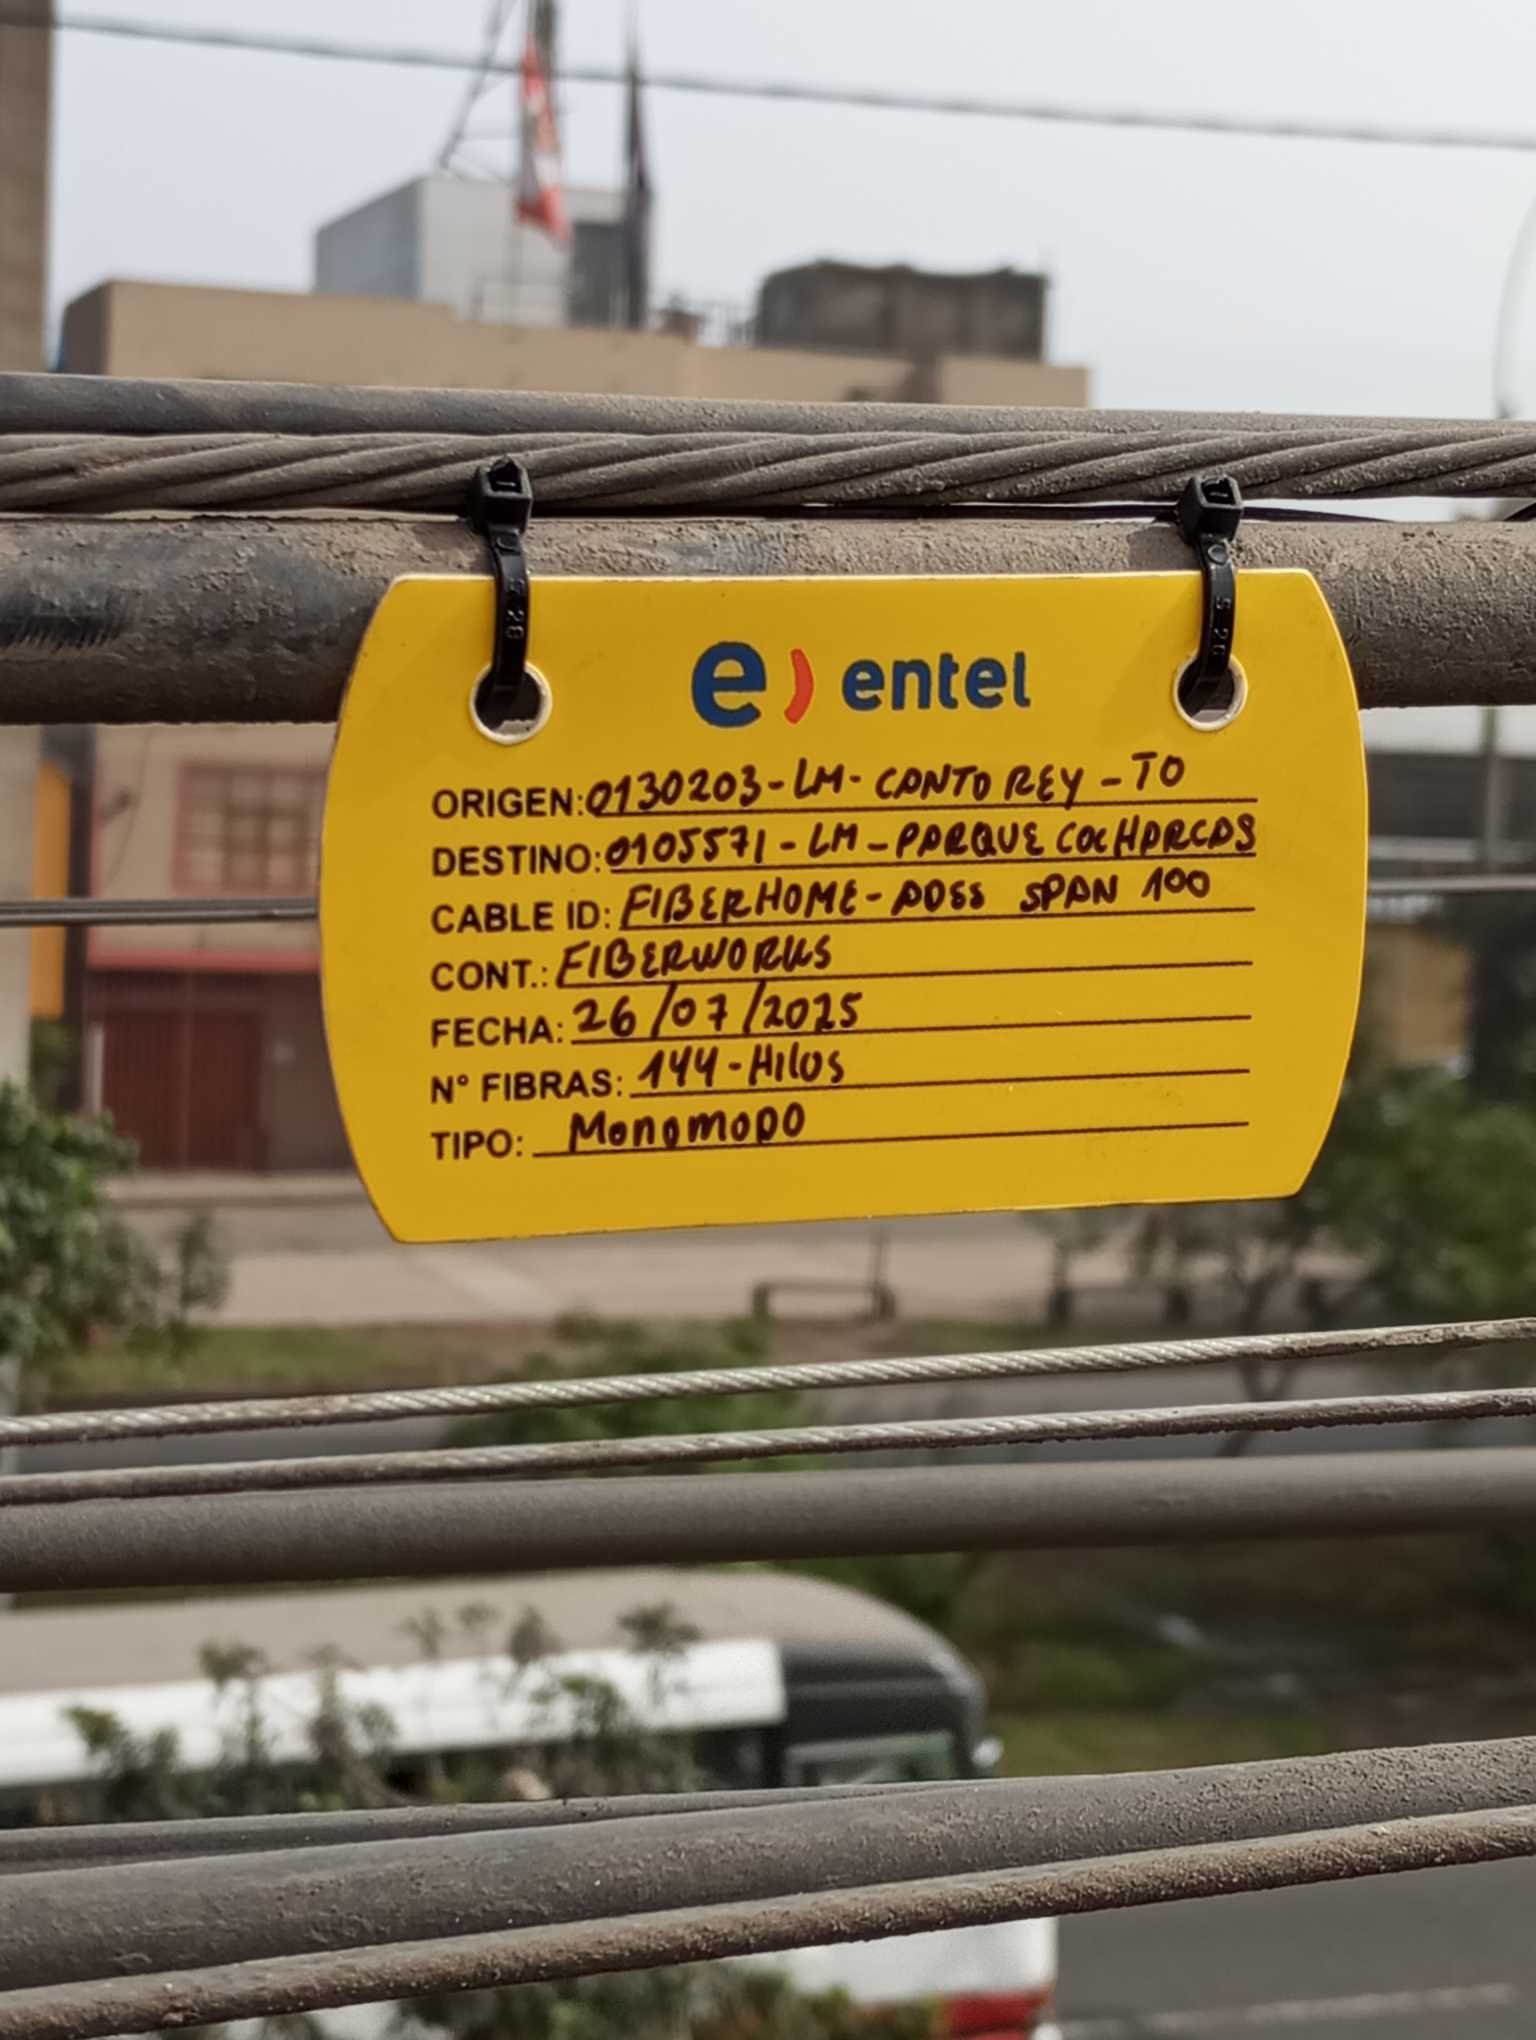 e) entel
ORIGEN: 0130203-LM-CANTO REY-TO
DESTINO: 0105571-LM-PARQUE COCHARCAS
CABLE ID: FIBERHOME-ADSS SPAN 100
CONT.: FIBERWORKS
FECHA: 26/07/2025
N° FIBRAS: 144-Hilos
TIPO: MONOMODO